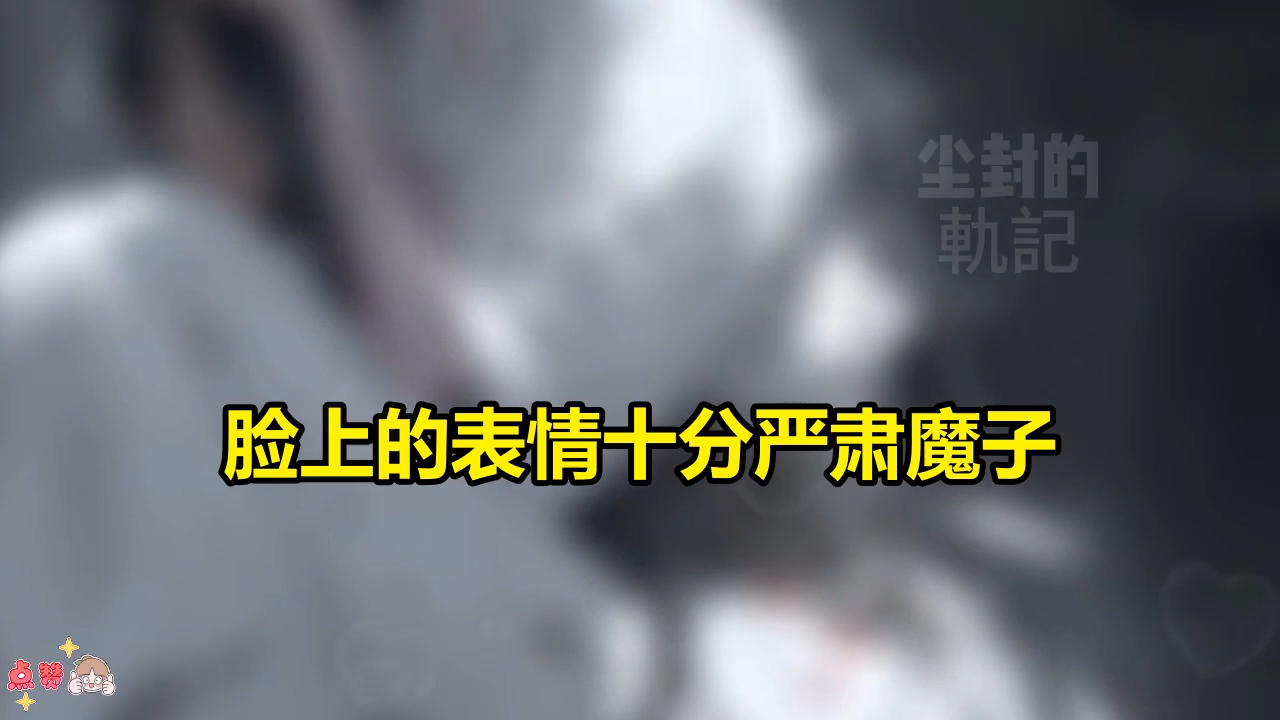 尘封的
軌記
脸上的表情十分严肃魔子
点赞